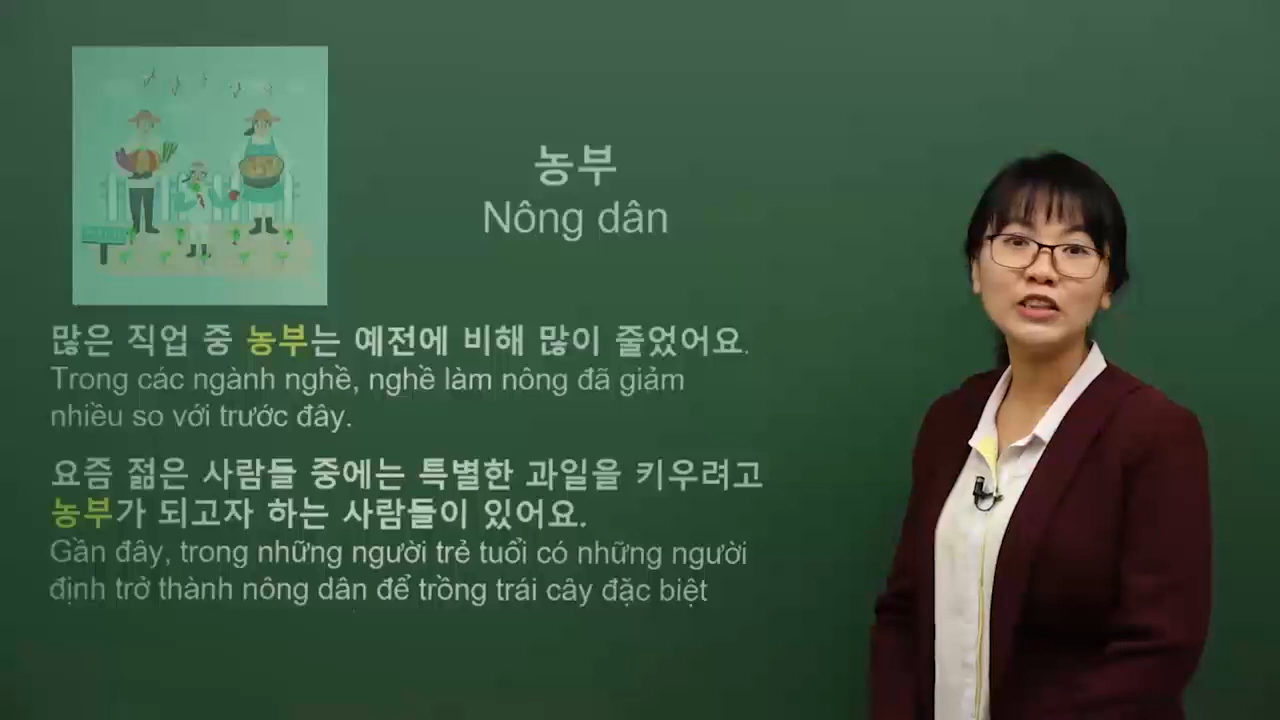 농부
Nông dân
많은 직업 중 농부는 예전에 비해 많이 줄었어요.
Trong các ngành nghề, nghề làm nông đã giảm
nhiều so với trước đây.
요즘 젊은 사람들 중에는 특별한 과일을 키우려고
농부가 되고자 하는 사람들이 있어요.
Gần đây, trong những người trẻ tuổi có những người
định trở thành nông dân để trồng trái cây đặc biệt